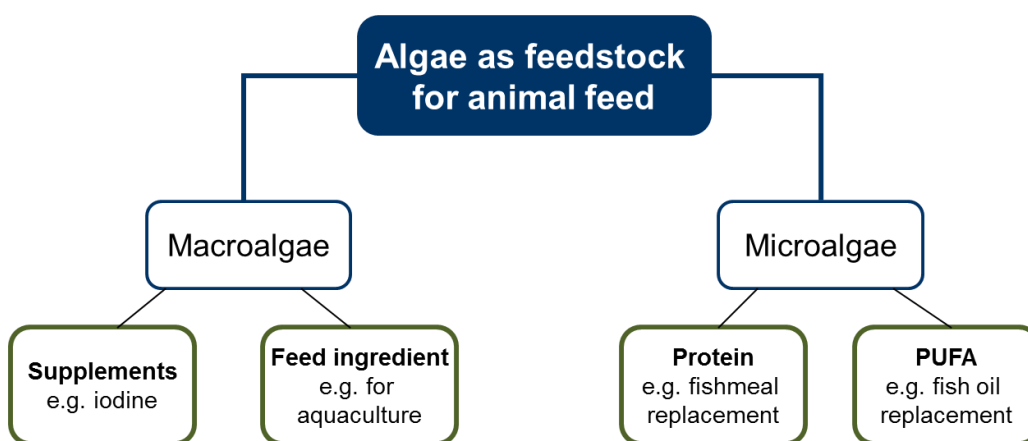 Algae as feedstock
for animal feed
Macroalgae
Microalgae
Supplements
e.g. iodine
Feed ingredient
e.g. for
aquaculture
Protein
e.g. fishmeal
replacement
PUFA
e.g. fish oil
replacement